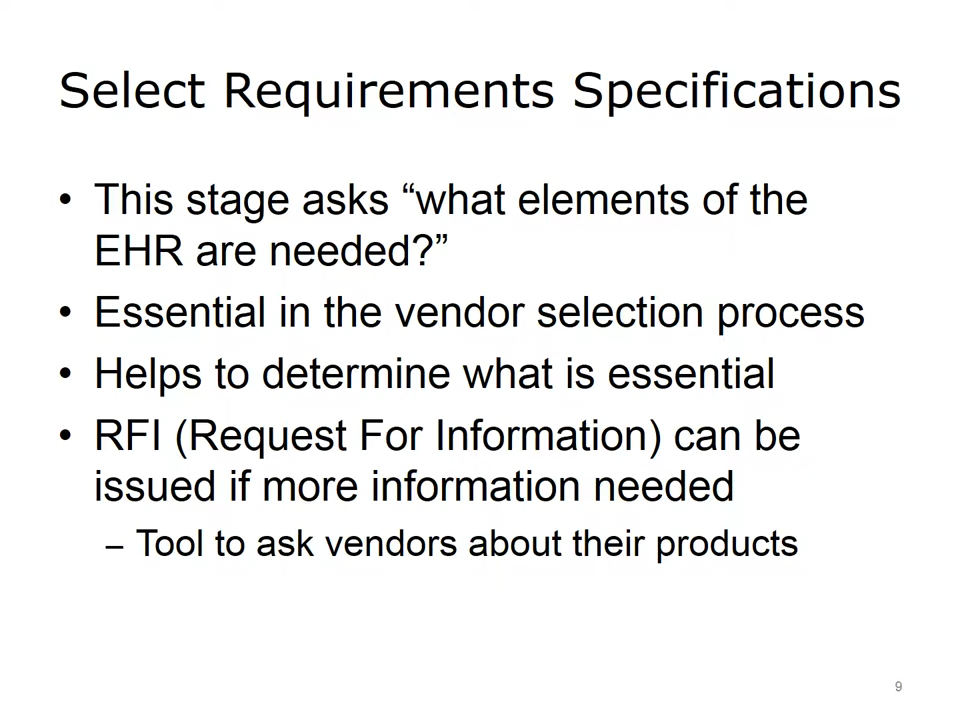 Select Requirements Specifications
• This stage asks “what elements of the
EHR are needed?”
• Essential in the vendor selection process
• Helps to determine what is essential
• RFI (Request For Information) can be
issued if more information needed
– Tool to ask vendors about their products
9